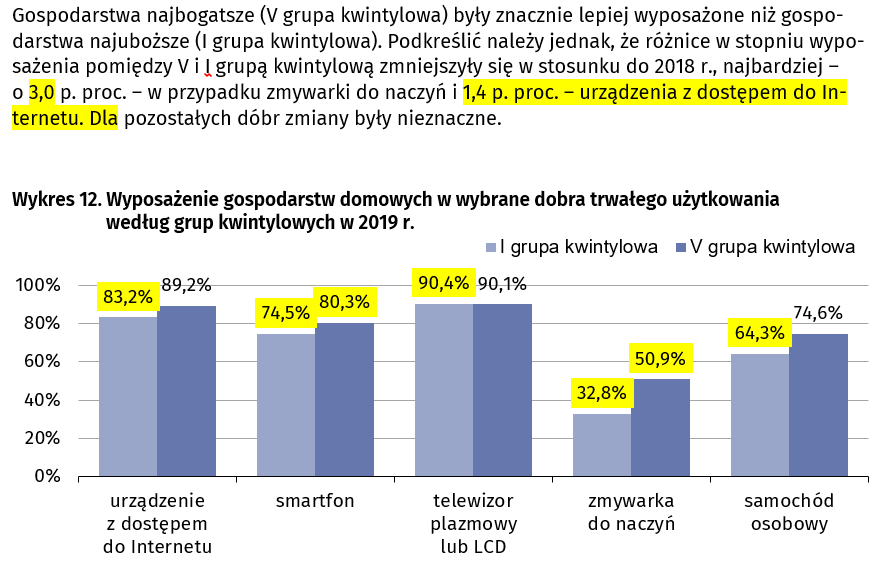 Gospodarstwa najbogatsze (V grupa kwintylowa) były znacznie lepiej wyposażone niż gospo-
darstwa najuboższe (I grupa kwintylowa). Podkreślić należy jednak, że różnice w stopniu wypo-
sażenia pomiędzy V i I grupą kwintylową zmniejszyły się w stosunku do 2018 r., najbardziej –
o 3,0 p. proc. – w przypadku zmywarki do naczyń i 1,4 p. proc. – urządzenia z dostępem do In-
ternetu. Dla pozostałych dóbr zmiany były nieznaczne.
Wykres 12. Wyposażenie gospodarstw domowych w wybrane dobra trwałego użytkowania
według grup kwintylowych w 2019 r.
I grupa kwintylowa V grupa kwintylowa
100%
80%
60%
40%
20%
0%
83,2% 89,2%
74,5% 80,3%
90,4% 90,1%
32,8% 50,9%
64,3% 74,6%
urządzenie
z dostępem
do Internetu
smartfon
telewizor
plazmowy
lub LCD
zmywarka
do naczyń
samochód
osobowy